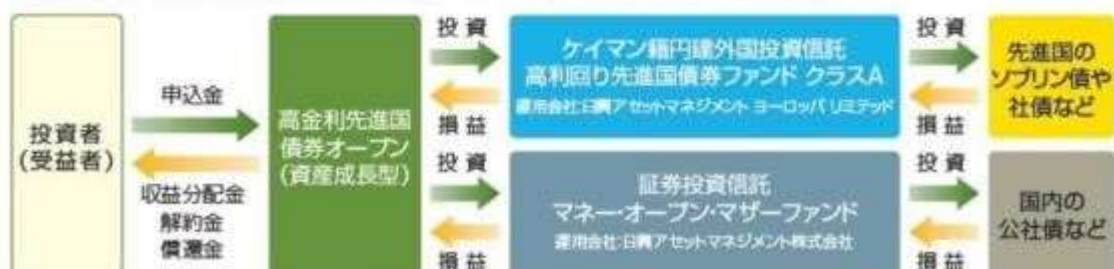 投資者
(受益者)
申込金
収益分配金
解約金
償還金
高金利先進国
債券オープン
(資産成長型)
投資
損益
投資
損益
ケイマン籍円建外国投資信託
高利回り先進国債券ファンド クラスA
運用会社:日興アセットマネジメント ヨーロッパ リミテッド
証券投資信託
マネー・オープン・マザーファンド
運用会社:日興アセットマネジメント株式会社
投資
損益
投資
損益
先進国の
ソブリン債や
社債など
国内の
公社債など